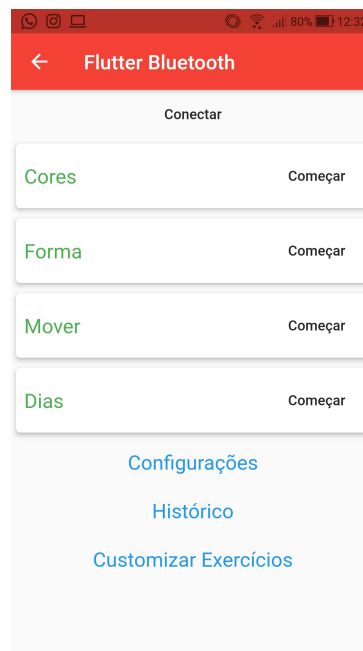 80% 12:32
Flutter Bluetooth
Conectar
Cores Começar
Forma Começar
Mover Começar
Dias Começar
Configurações
Histórico
Customizar Exercícios